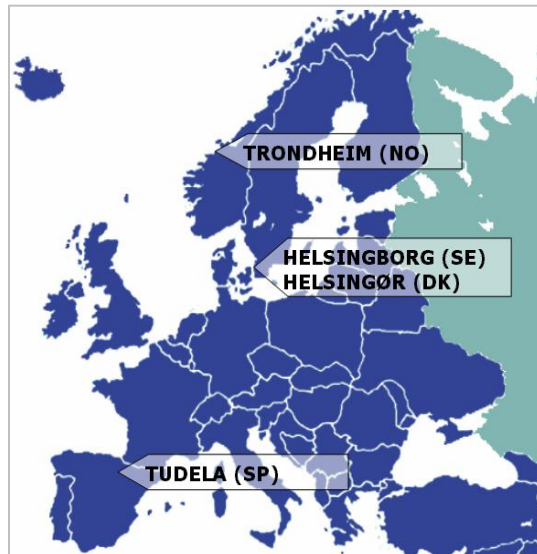 TRONDHEIM (NO)
HELSINGBORG (SE)
HELSINGØR (DK)
TUDELA (SP)